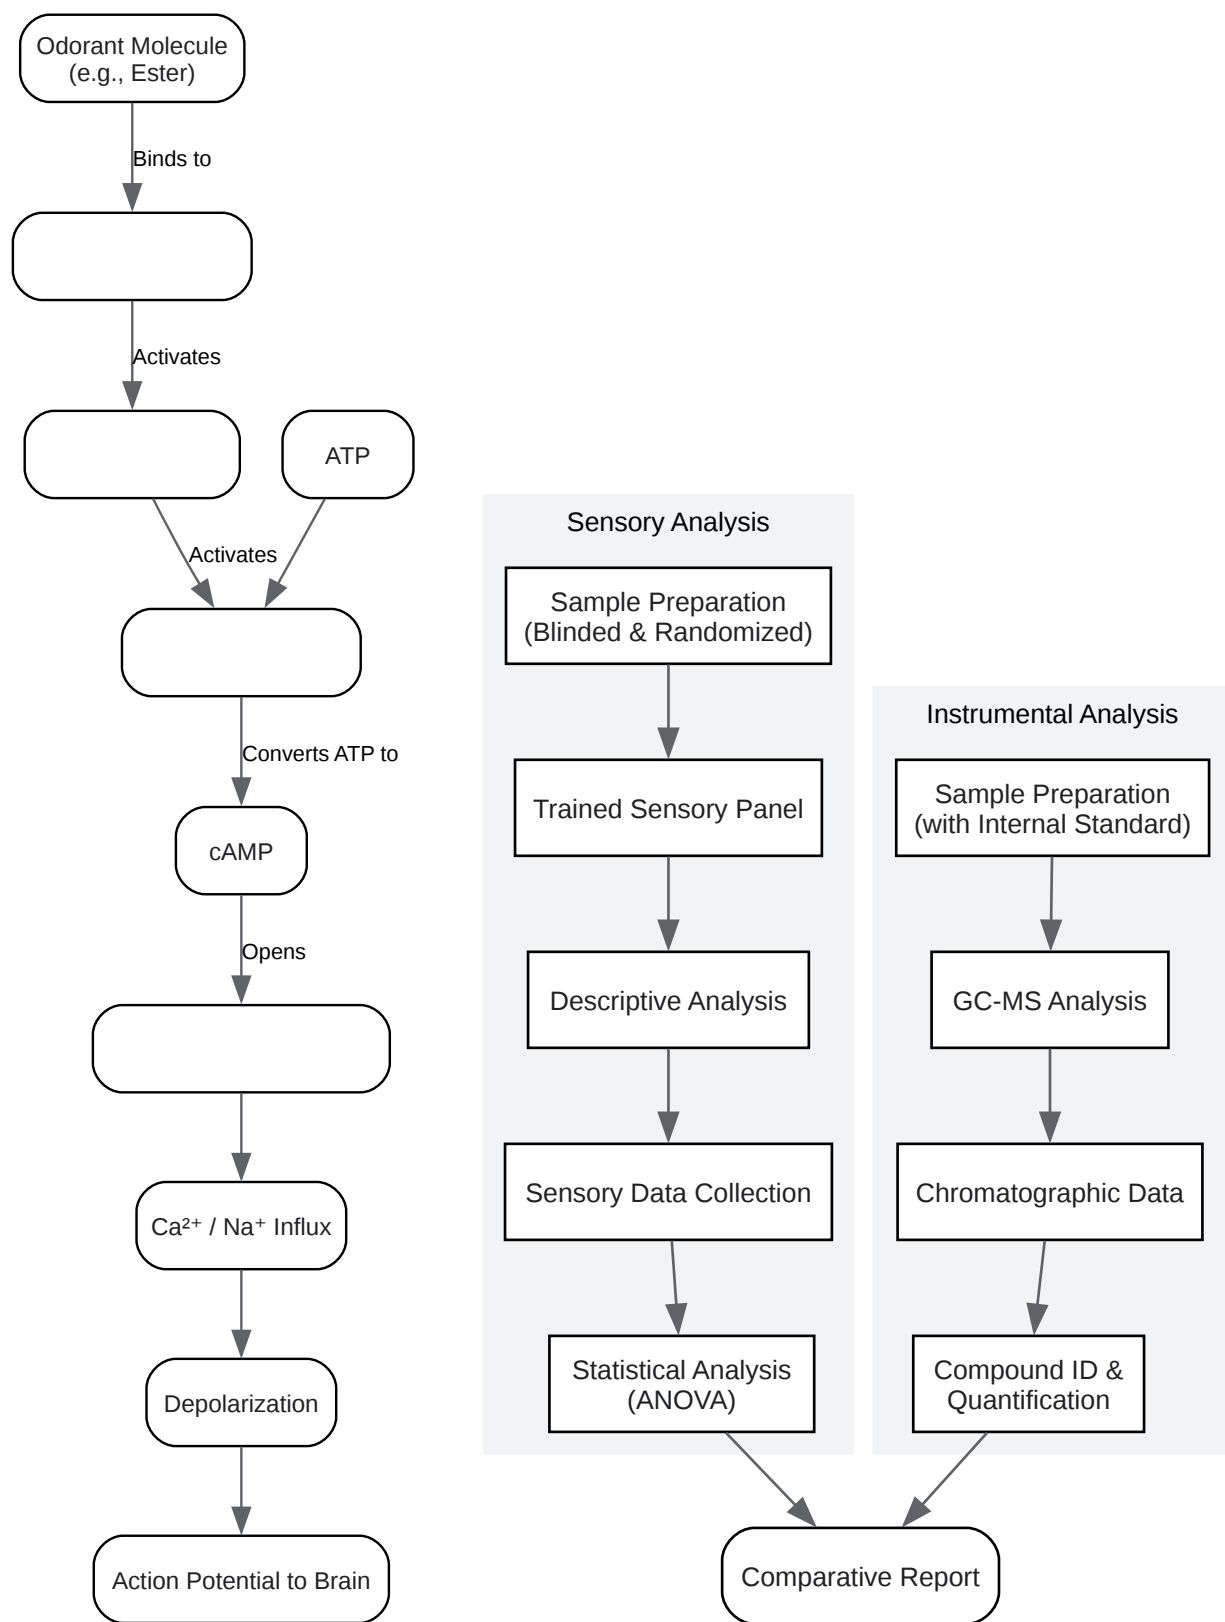 Odorant Molecule
(e.g., Ester)
Binds to
Activates
ATP
Activates
Converts ATP to
cAMP
Opens
Ca²⁺ / Na⁺ Influx
Depolarization
Action Potential to Brain
Sensory Analysis
Sample Preparation
(Blinded & Randomized)
Trained Sensory Panel
Descriptive Analysis
Sensory Data Collection
Statistical Analysis
(ANOVA)
Instrumental Analysis
Sample Preparation
(with Internal Standard)
GC-MS Analysis
Chromatographic Data
Compound ID &
Quantification
Comparative Report